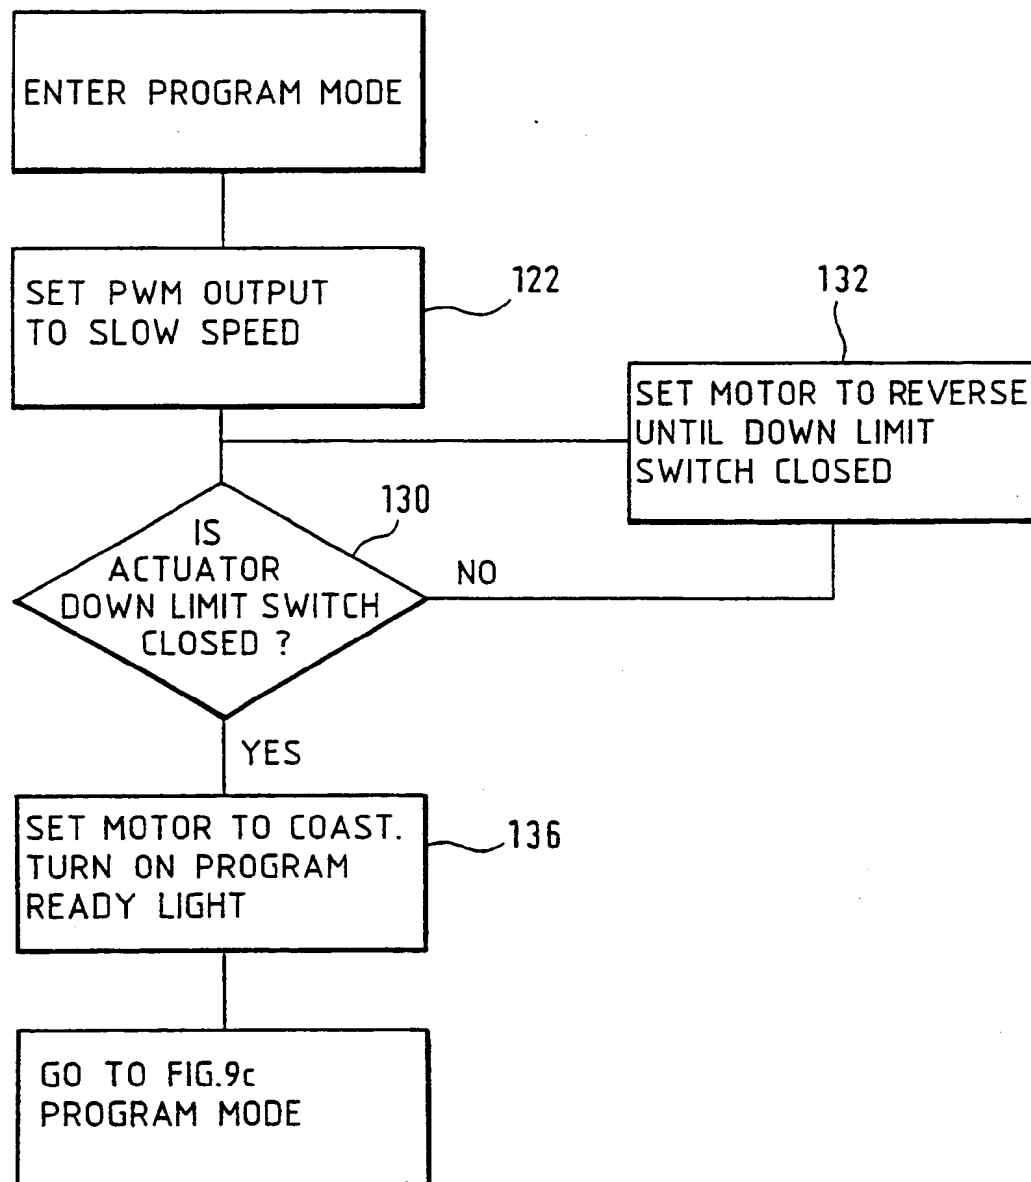 ENTER PROGRAM MODE
SET PWM OUTPUT
TO SLOW SPEED
122
132
SET MOTOR TO REVERSE
UNTIL DOWN LIMIT
SWITCH CLOSED
130
IS
ACTUATOR
DOWN LIMIT SWITCH
CLOSED ?
NO
YES
SET MOTOR TO COAST.
TURN ON PROGRAM
READY LIGHT
136
GO TO FIG.9c
PROGRAM MODE